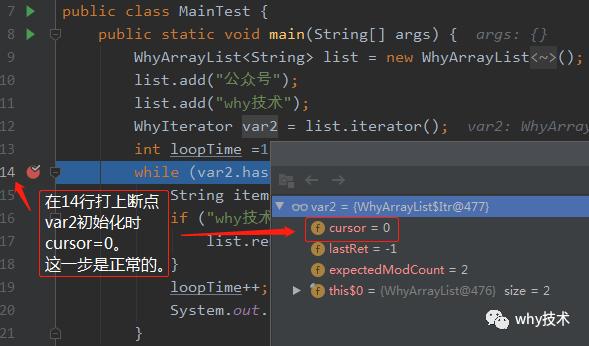 7 public class MainTest {
8 public static void main(String[] args) { args: {}
9 WhyArrayList<String> list = new WhyArrayList<~>();
10 list.add("公众号");
11 list.add("why技术");
12 WhyIterator var2 = list.iterator(); var2: WhyArray
13 int loopTime =1
14 while (var2.has
15 String item
16 if ("why技术
17 list.re
18 }
19 loopTime++;
20 System.out.
21 }
在14行打上断点
var2初始化时
cursor=0。
这一步是正常的。
var2 = {WhyArrayList$Itr@477}
cursor = 0
lastRet = -1
expectedModCount = 2
this$0 = {WhyArrayList@476} size = 2
why技术